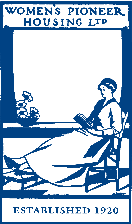 WOMEN'S PIONEER
HOUSING LTD
ESTABLISHED 1920